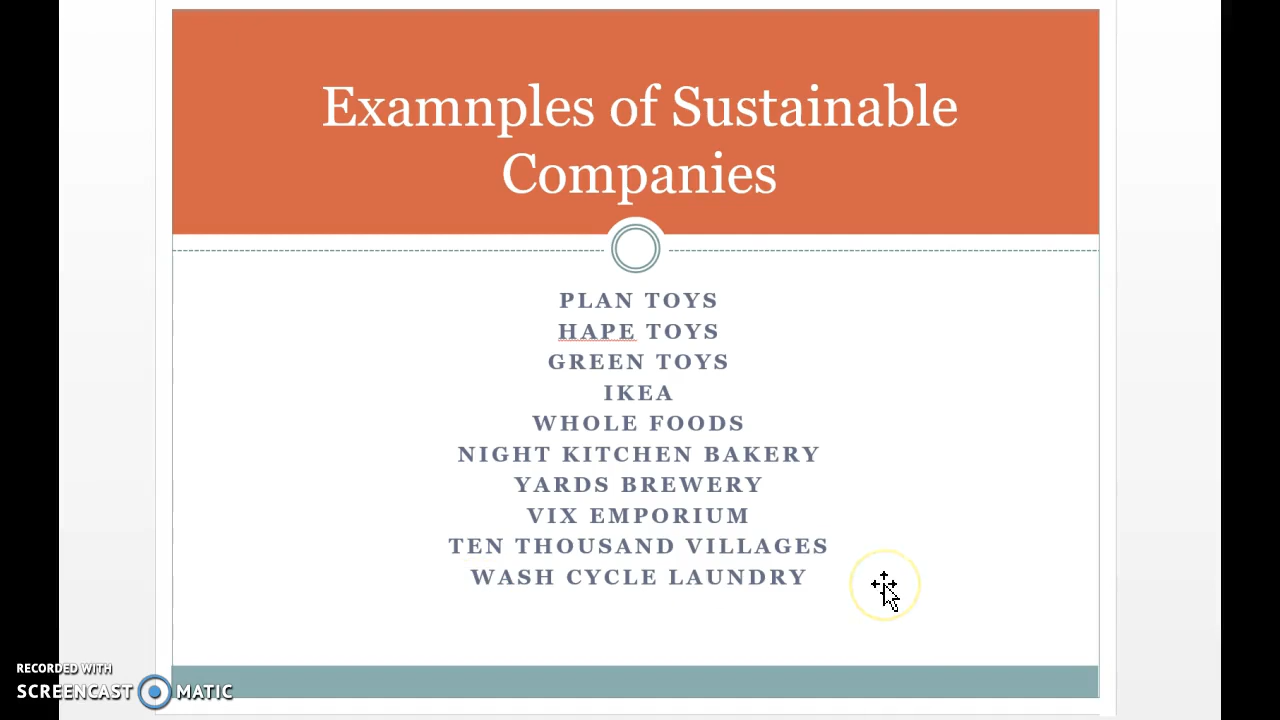 Examnples of Sustainable
Companies
PLAN TOYS
HAPE TOYS
GREEN TOYS
IKEA
WHOLE FOODS
NIGHT KITCHEN BAKERY
YARDS BREWERY
VIX EMPORIUM
TEN THOUSAND VILLAGES
WASH CYCLE LAUNDRY
RECORDED WITH
SCREENCAST MATIC